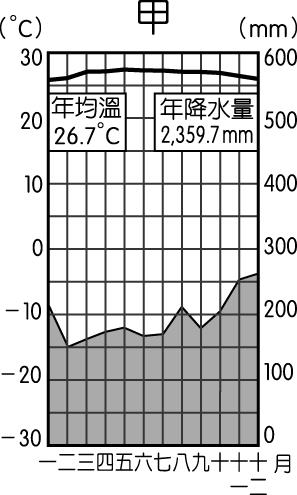 甲
(℃) (mm)
30 600
年均溫 年降水量
26.7℃ 2,359.7mm
20 500
10 400
0 300
－10 200
－20 100
－30 0
一二三四五六七八九十十十月
一二